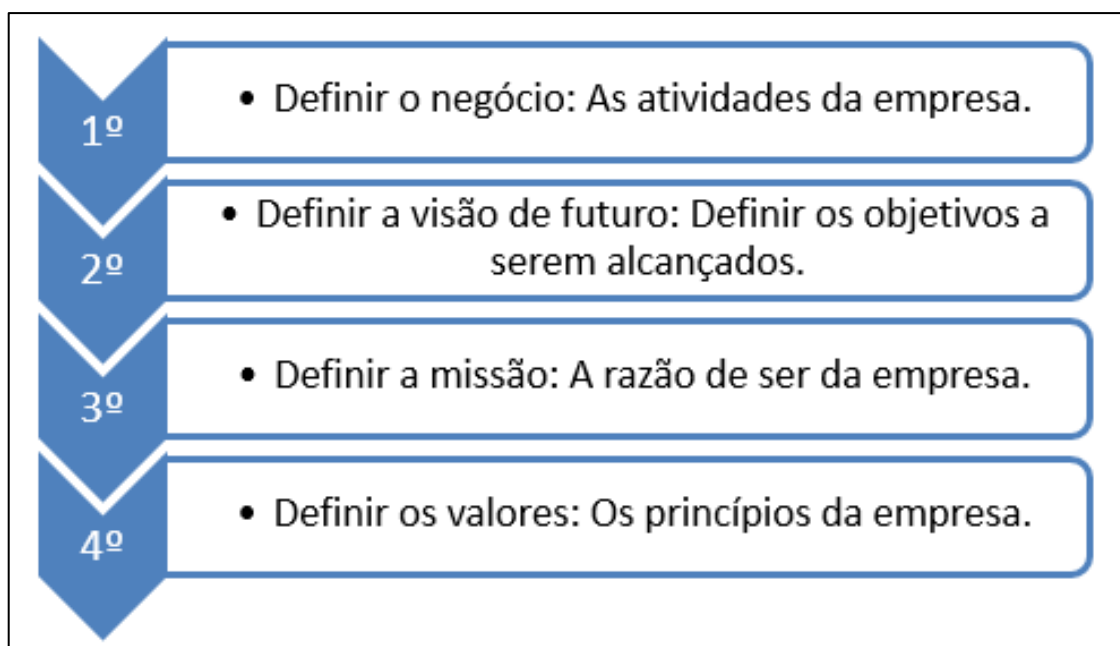 1º
• Definir o negócio: As atividades da empresa.
2º
• Definir a visão de futuro: Definir os objetivos a
serem alcançados.
3º
• Definir a missão: A razão de ser da empresa.
4º
• Definir os valores: Os princípios da empresa.